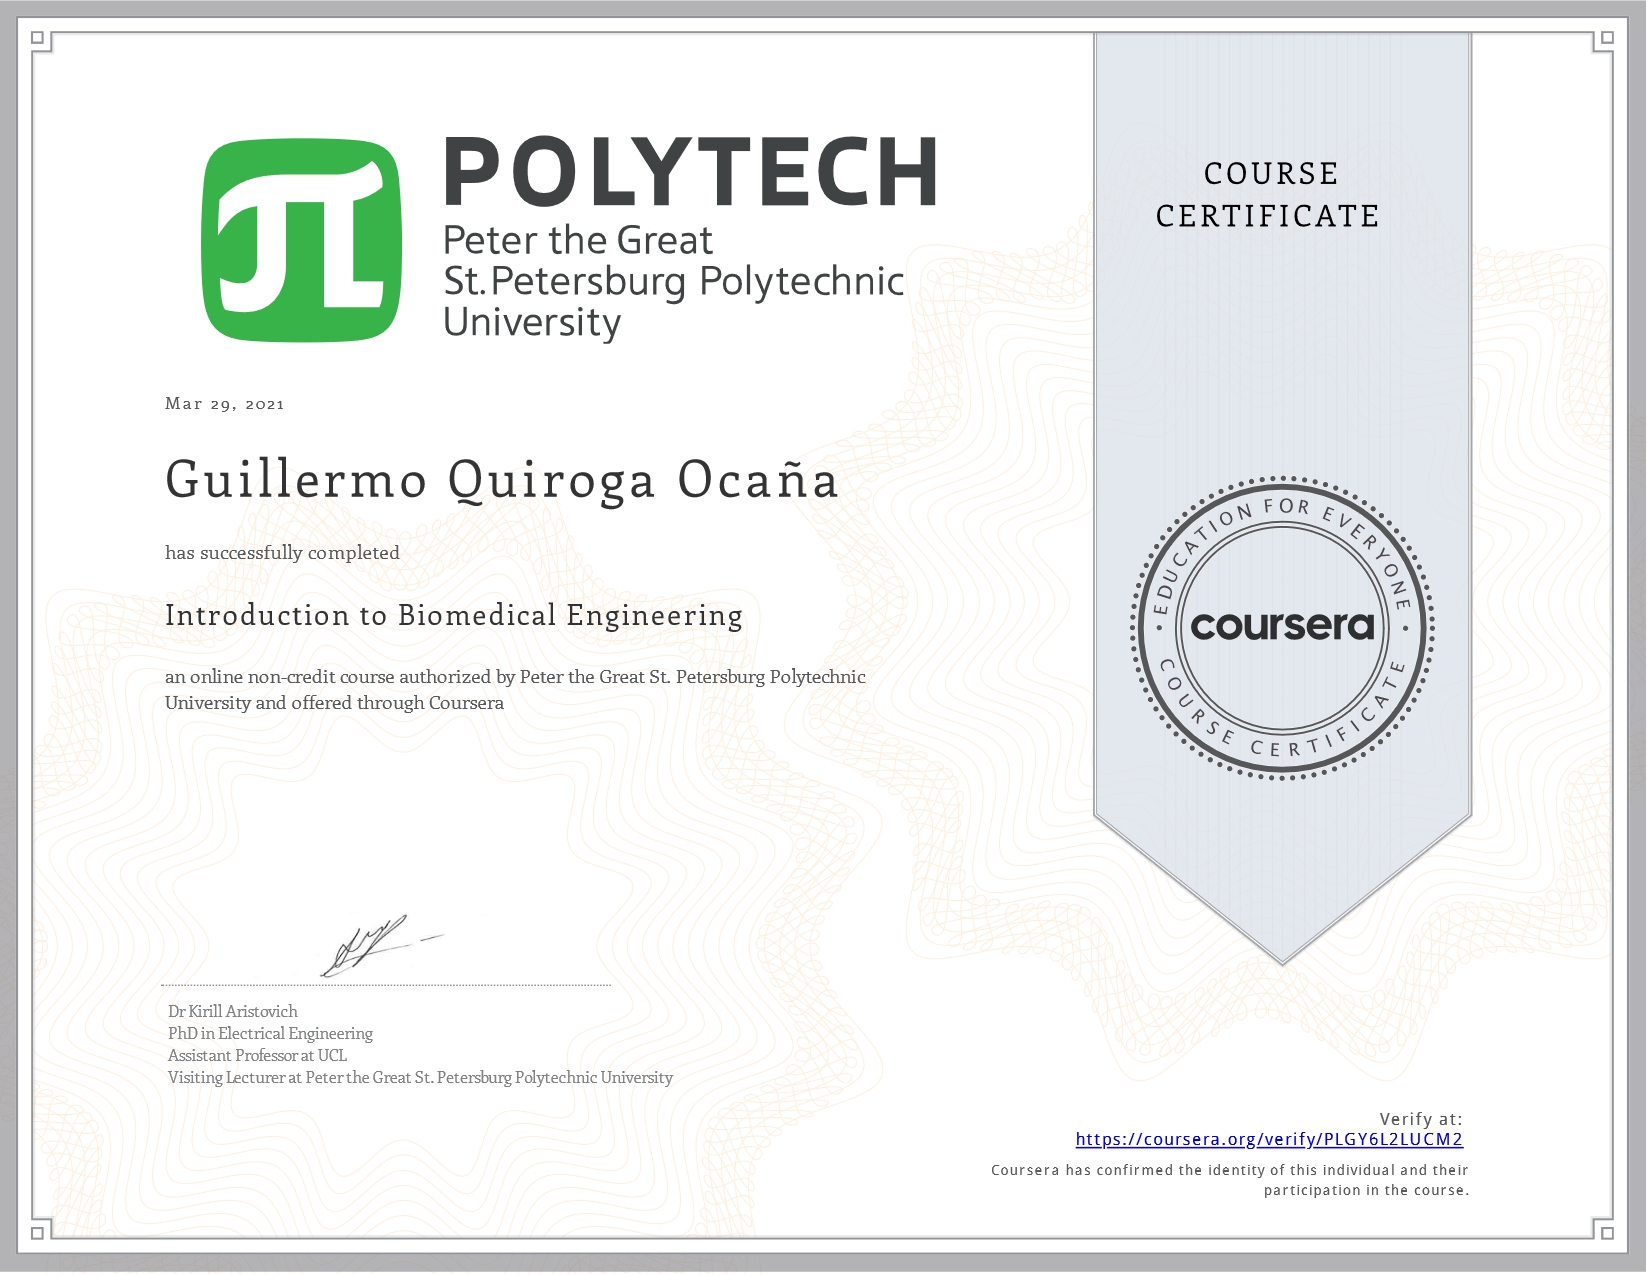 POLYTECH
Peter the Great
St. Petersburg Polytechnic
University
COURSE
CERTIFICATE
Mar 29, 2021
Guillermo Quiroga Ocaña
has successfully completed
Introduction to Biomedical Engineering
an online non-credit course authorized by Peter the Great St. Petersburg Polytechnic
University and offered through Coursera
EDUCATION FOR EVERYONE
coursera
COURSE CERTIFICATE
Dr Kirill Aristovich
PhD in Electrical Engineering
Assistant Professor at UCL
Visiting Lecturer at Peter the Great St. Petersburg Polytechnic University
Verify at:
https://coursera.org/verify/PLGY6L2LUCM2
Coursera has confirmed the identity of this individual and their
participation in the course.